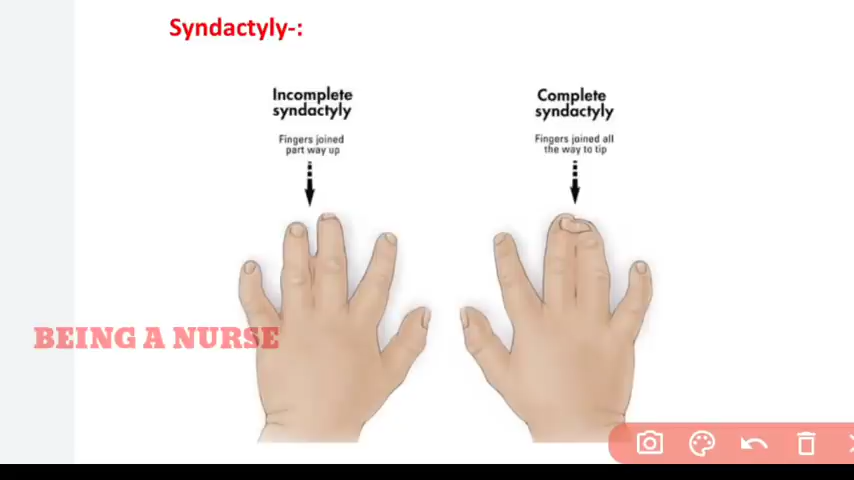 Syndactyly-:
Incomplete
syndactyly
Fingers joined
part way up
Complete
syndactyly
Fingers joined all
the way to tip
BEING A NURSE